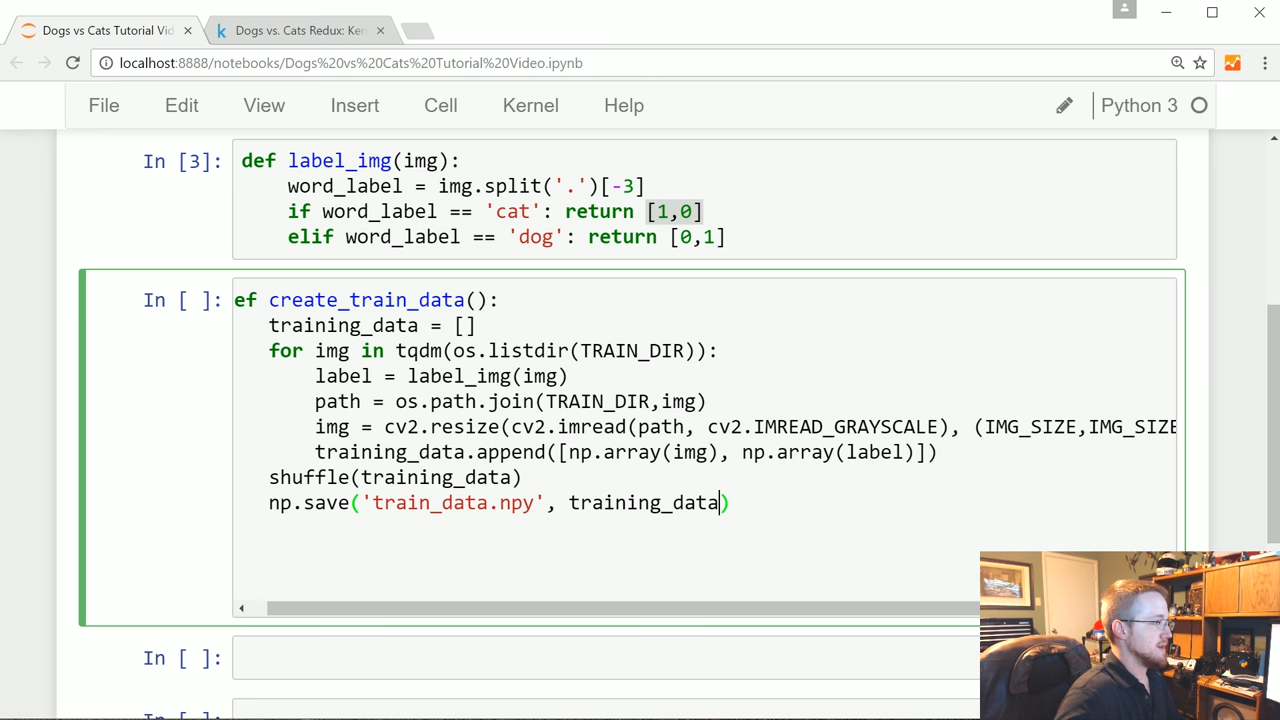 Dogs vs Cats Tutorial Vid
Dogs vs. Cats Redux: Ker
localhost:8888/notebooks/Dogs%20vs%20Cats%20Tutorial%20Video.ipynb
File Edit View Insert Cell Kernel Help Python 3
In [3]: def label_img(img):
word_label = img.split('.')[-3]
if word_label == 'cat': return [1,0]
elif word_label == 'dog': return [0,1]
In [ ]: ef create_train_data():
training_data = []
for img in tqdm(os.listdir(TRAIN_DIR)):
label = label_img(img)
path = os.path.join(TRAIN_DIR,img)
img = cv2.resize(cv2.imread(path, cv2.IMREAD_GRAYSCALE), (IMG_SIZE,IMG_SIZE
training_data.append([np.array(img), np.array(label)])
shuffle(training_data)
np.save('train_data.npy', training_data)
In [ ]:
In [ ]: